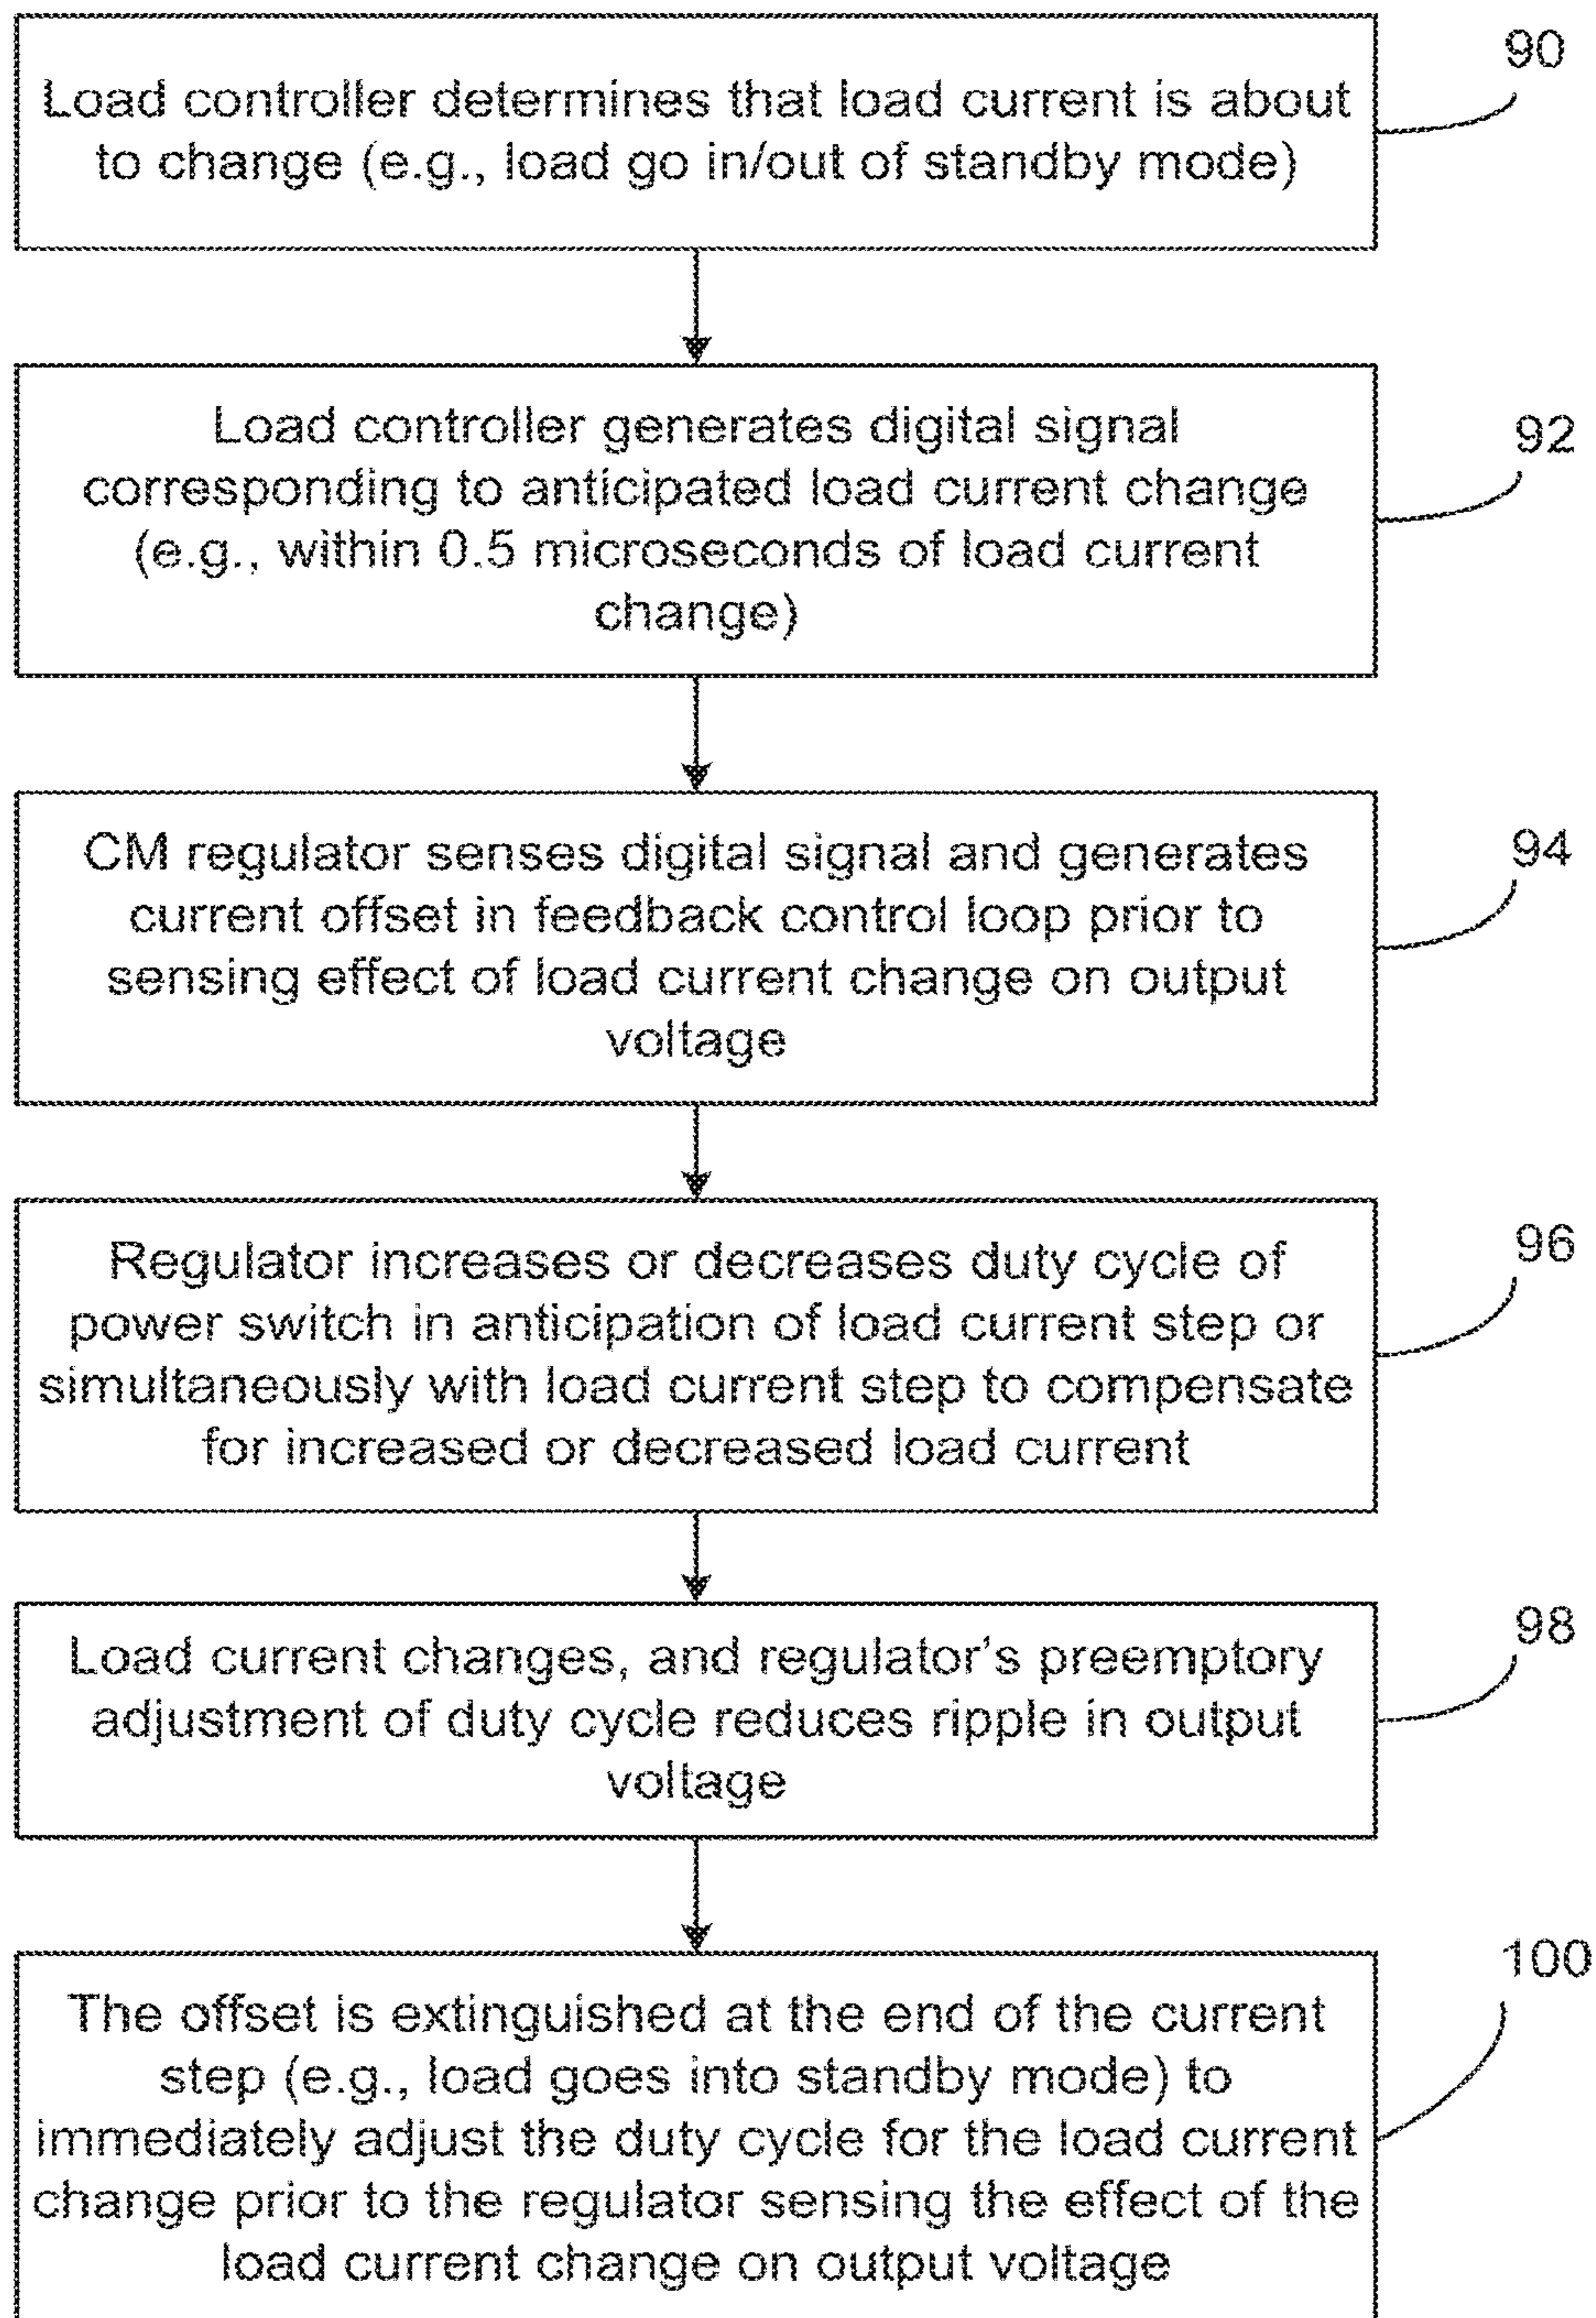 90
Load controller determines that load current is about
to change (e.g., load go in/out of standby mode)
92
Load controller generates digital signal
corresponding to anticipated load current change
(e.g., within 0.5 microseconds of load current
change)
94
CM regulator senses digital signal and generates
current offset in feedback control loop prior to
sensing effect of load current change on output
voltage
96
Regulator increases or decreases duty cycle of
power switch in anticipation of load current step or
simultaneously with load current step to compensate
for increased or decreased load current
98
Load current changes, and regulator's preemptory
adjustment of duty cycle reduces ripple in output
voltage
100
The offset is extinguished at the end of the current
step (e.g., load goes into standby mode) to
immediately adjust the duty cycle for the load current
change prior to the regulator sensing the effect of the
load current change on output voltage